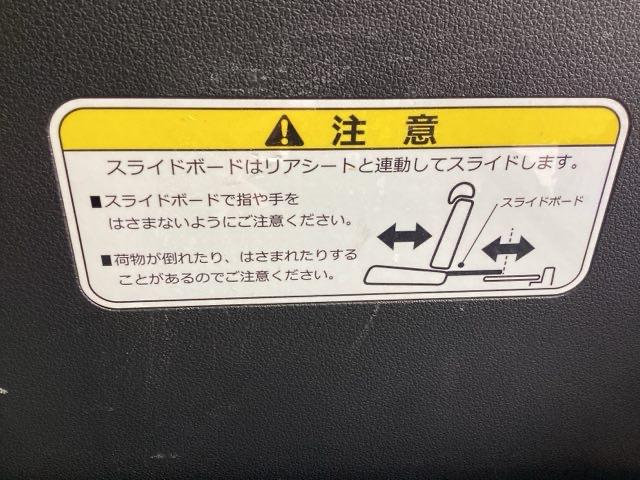 注意
スライドボードはリアシートと連動してスライドします。
■スライドボードで指や手を
はさまないようにご注意ください。
■荷物が倒れたり、はさまれたりする
ことがあるのでご注意ください。
スライドボード